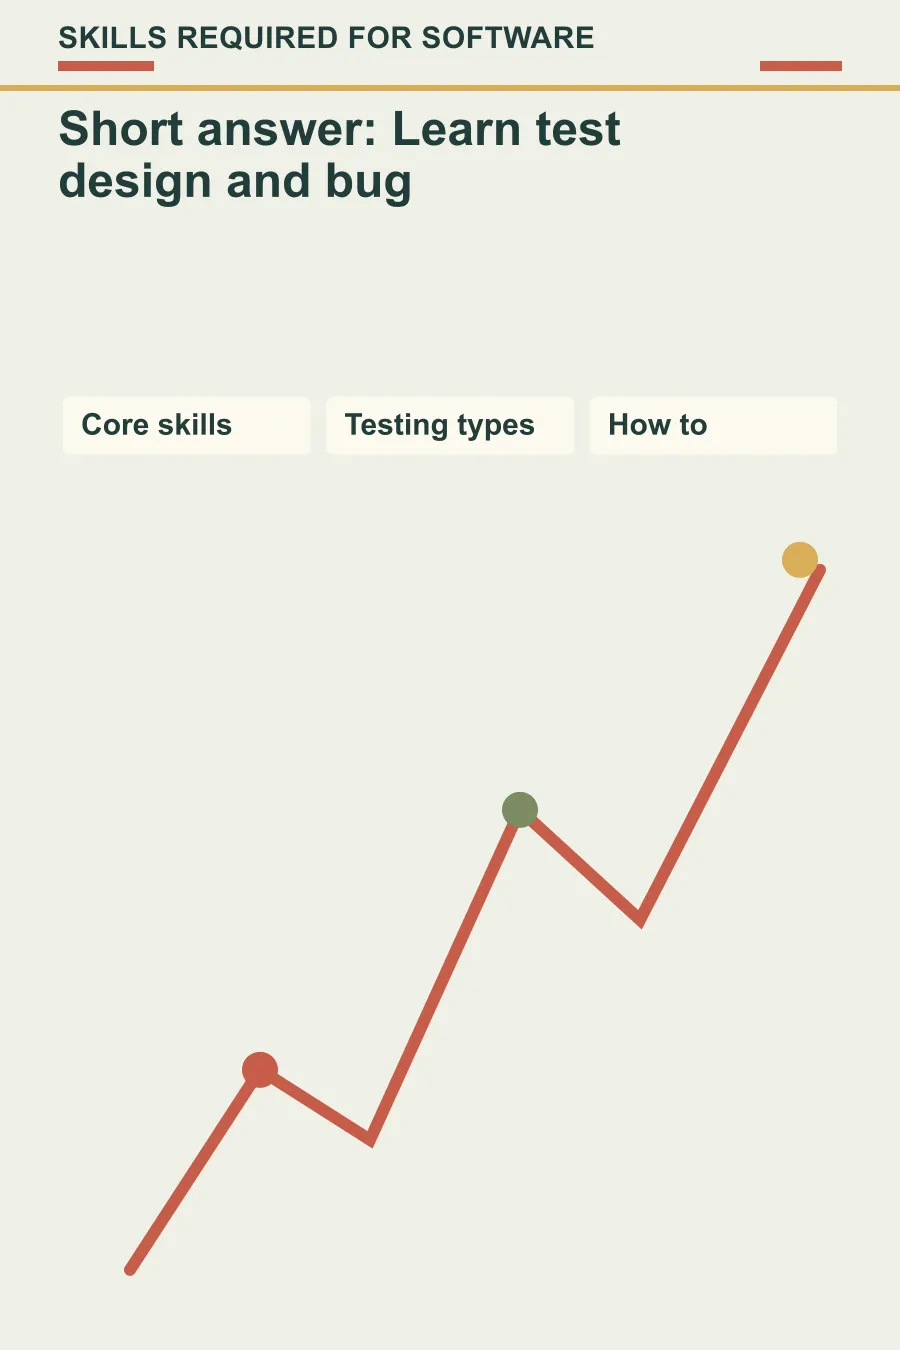 SKILLS REQUIRED FOR SOFTWARE
Short answer: Learn test
design and bug
Core skills
Testing types
How to